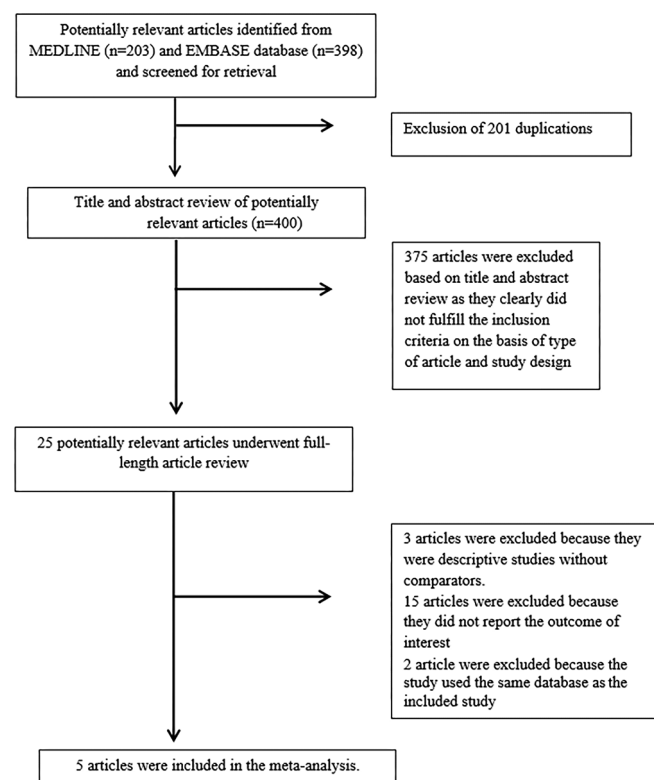 Potentially relevant articles identified from
MEDLINE (n=203) and EMBASE database (n=398)
and screened for retrieval
Exclusion of 201 duplications
Title and abstract review of potentially
relevant articles (n=400)
375 articles were excluded
based on title and abstract
review as they clearly did
not fulfill the inclusion
criteria on the basis of type
of article and study design
25 potentially relevant articles underwent full-
length article review
3 articles were excluded because they
were descriptive studies without
comparators.
15 articles were excluded because
they did not report the outcome of
interest
2 article were excluded because the
study used the same database as the
included study
5 articles were included in the meta-analysis.